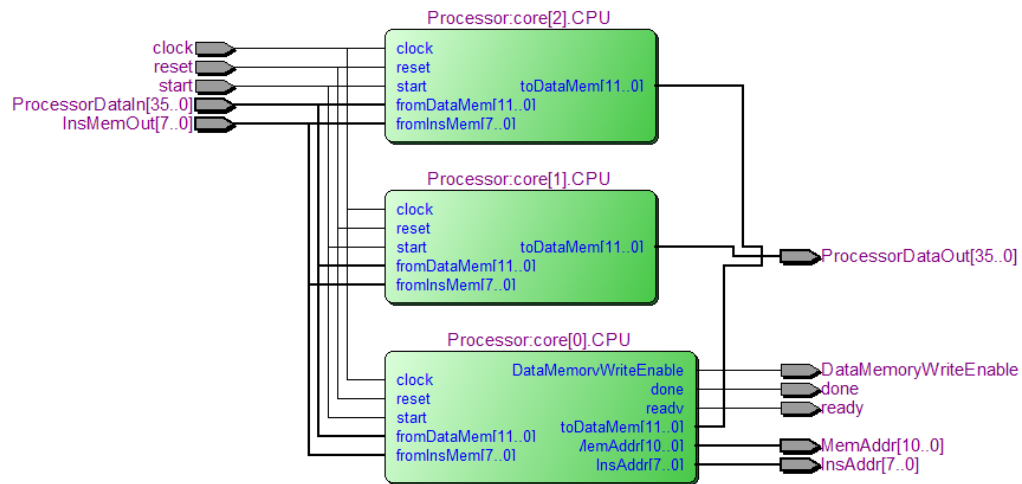 Processor:core[2].CPU
clock
reset
start
ProcessorDataIn[35..0]
InsMemOut[7..0]
clock
reset
start
fromDataMem[11..0]
fromInsMem[7..0]
toDataMem[11..0]
Processor:core[1].CPU
clock
reset
start
fromDataMem[11..0]
fromInsMem[7..0]
toDataMem[11..0]
ProcessorDataOut[35..0]
Processor:core[0].CPU
clock
reset
start
fromDataMem[11..0]
fromInsMem[7..0]
DataMemoryWriteEnable
done
ready
toDataMem[11..0]
MemAddr[10..0]
InsAddr[7..0]
DataMemoryWriteEnable
done
ready
MemAddr[10..0]
InsAddr[7..0]